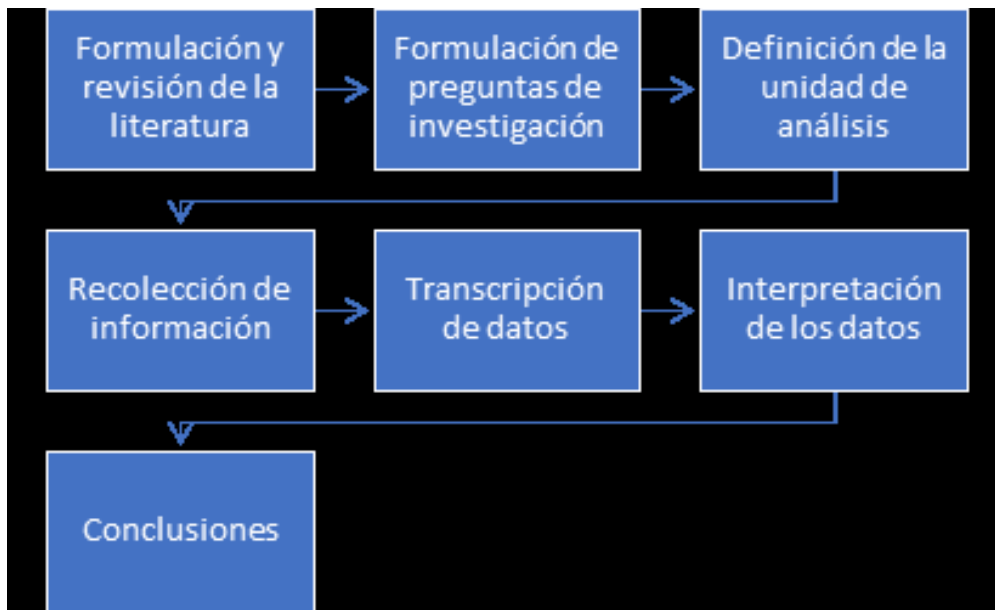 Formulación y
revisión de la
literatura
Formulación de
preguntas de
investigación
Definición de la
unidad de
análisis
Recolección de
información
Transcripción
de datos
Interpretación
de los datos
Conclusiones